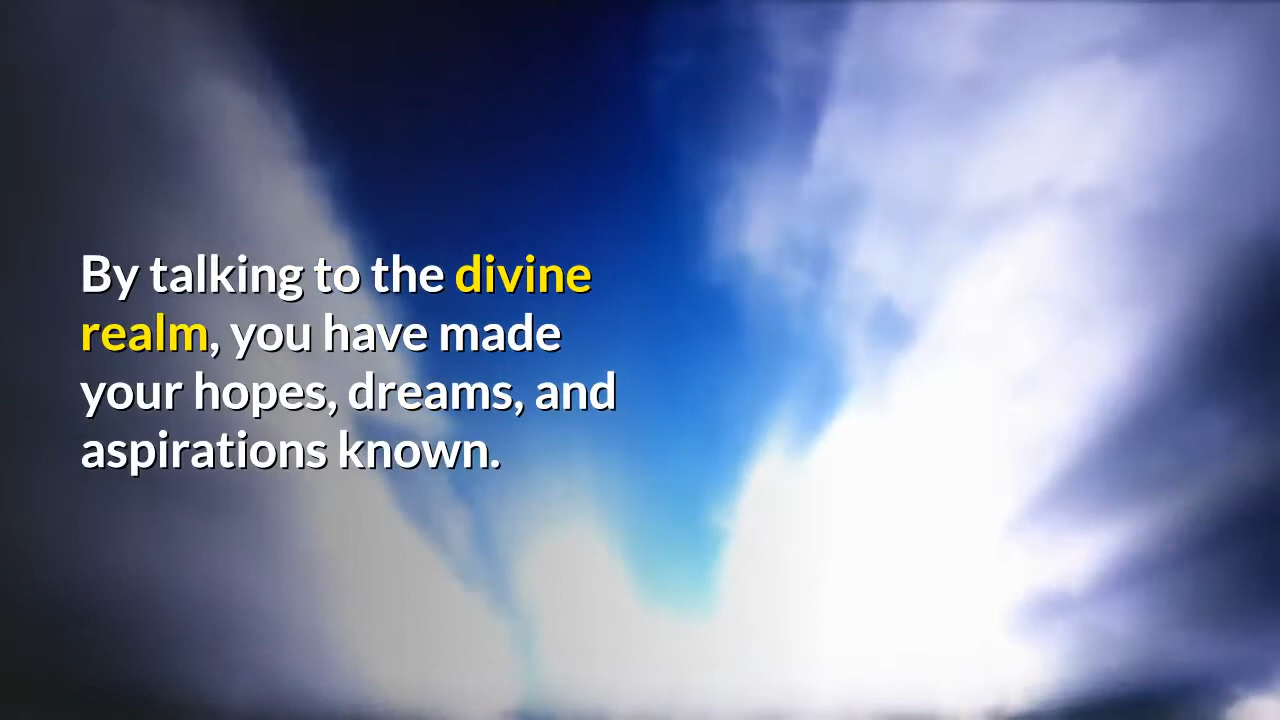 By talking to the divine
realm, you have made
your hopes, dreams, and
aspirations known.